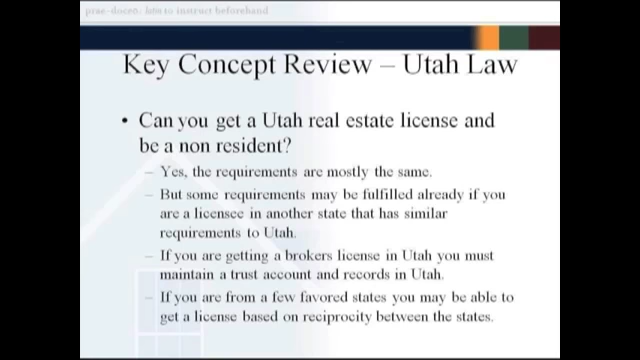 prae-doceo, latin to instruct beforehand
Key Concept Review – Utah Law
• Can you get a Utah real estate license and
be a non resident?
– Yes, the requirements are mostly the same.
– But some requirements may be fulfilled already if you
are a licensee in another state that has similar
requirements to Utah.
– If you are getting a brokers license in Utah you must
maintain a trust account and records in Utah.
– If you are from a few favored states you may be able to
get a license based on reciprocity between the states.